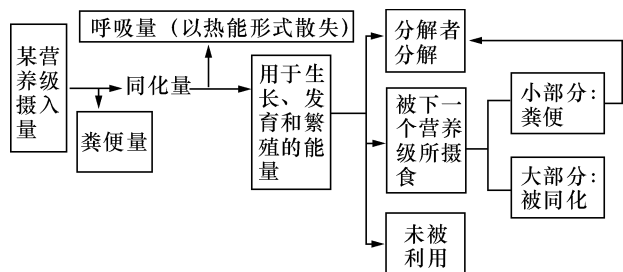 呼吸量（以热能形式散失）
某营
养级
摄入
量
同化量
粪便量
用于生
长、发
育和繁
殖的能
量
分解者
分解
被下一
个营养
级所摄
食
小部分：
粪便
大部分：
被同化
未被
利用